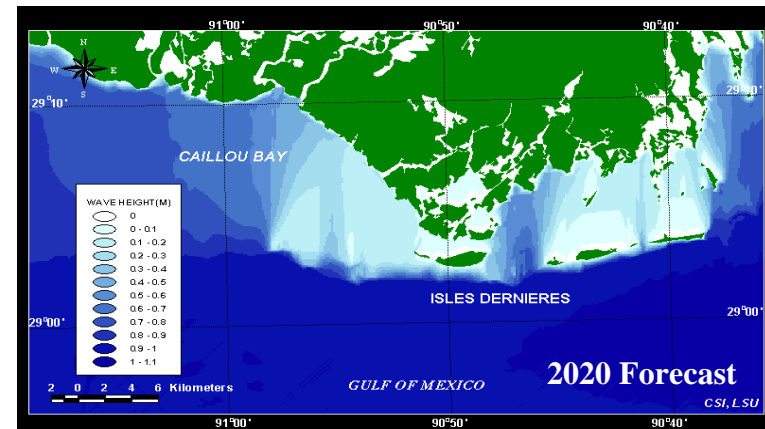 91°00' 90°50' 90°40'
N
W E
S
29°10' 29°10'
CAILLOU BAY
WAVE HEIGHT(M)
0
0 - 0.1
0.1 - 0.2
0.2 - 0.3
0.3 - 0.4
0.4 - 0.5
0.5 - 0.6
0.6 - 0.7
0.7 - 0.8
0.8 - 0.9
0.9 - 1
1 - 1.1
ISLES DERNIERES
29°00' 29°00'
2 0 2 4 6 Kilometers
GULF OF MEXICO
2020 Forecast
CSI, LSU
91°00' 90°50' 90°40'